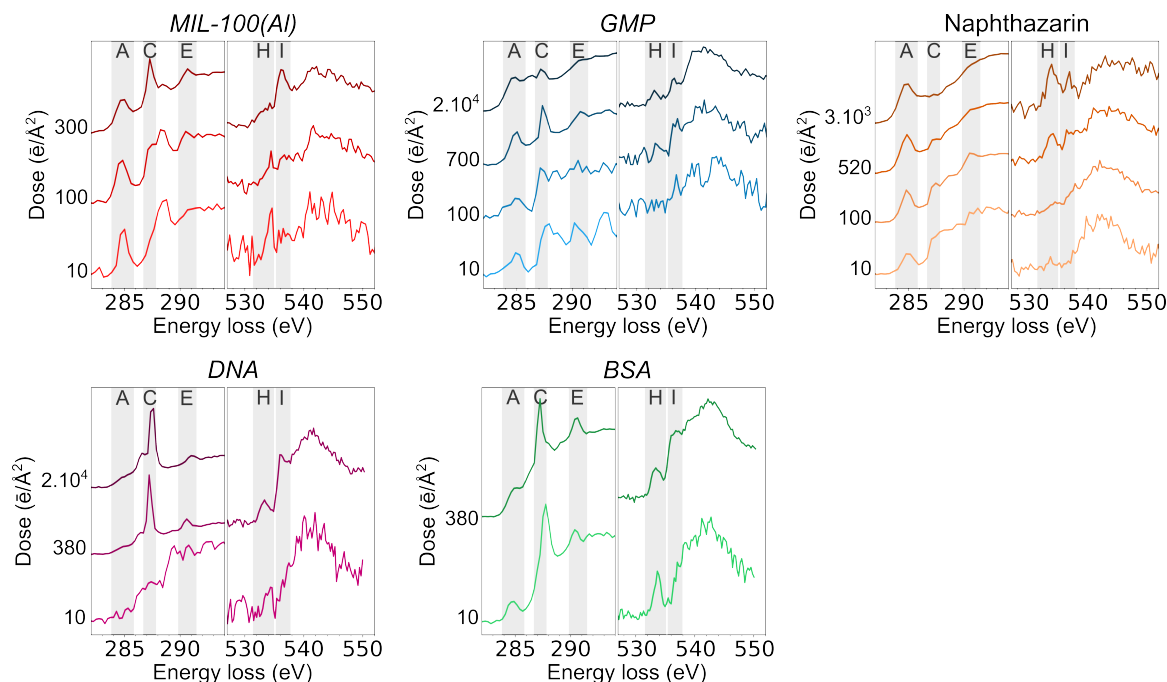 MIL-100(Al)
A C E H I
Dose (ē/Å²)
300
100
10
285 290 530 540 550
Energy loss (eV)
GMP
A C E H I
Dose (ē/Å²)
2.10⁴
700
100
10
285 290 530 540 550
Energy loss (eV)
Naphthazarin
A C E H I
Dose (ē/Å²)
3.10³
520
100
10
285 290 530 540 550
Energy loss (eV)
DNA
A C E H I
Dose (ē/Å²)
2.10⁴
380
10
285 290 530 540 550
Energy loss (eV)
BSA
A C E H I
Dose (ē/Å²)
380
10
285 290 530 540 550
Energy loss (eV)